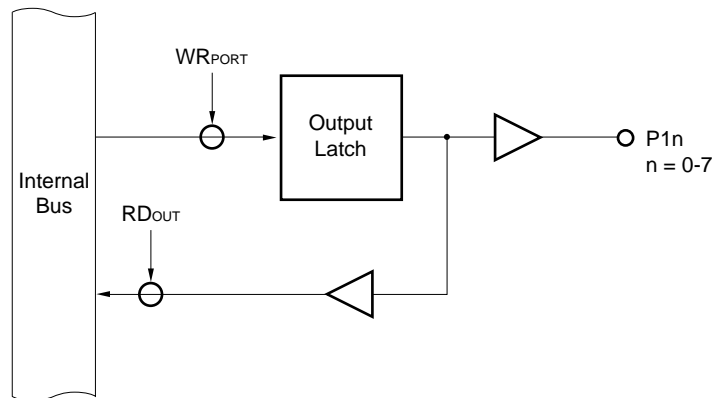 WRPORT
Output
Latch
P1n
n = 0-7
Internal
Bus
RDOUT